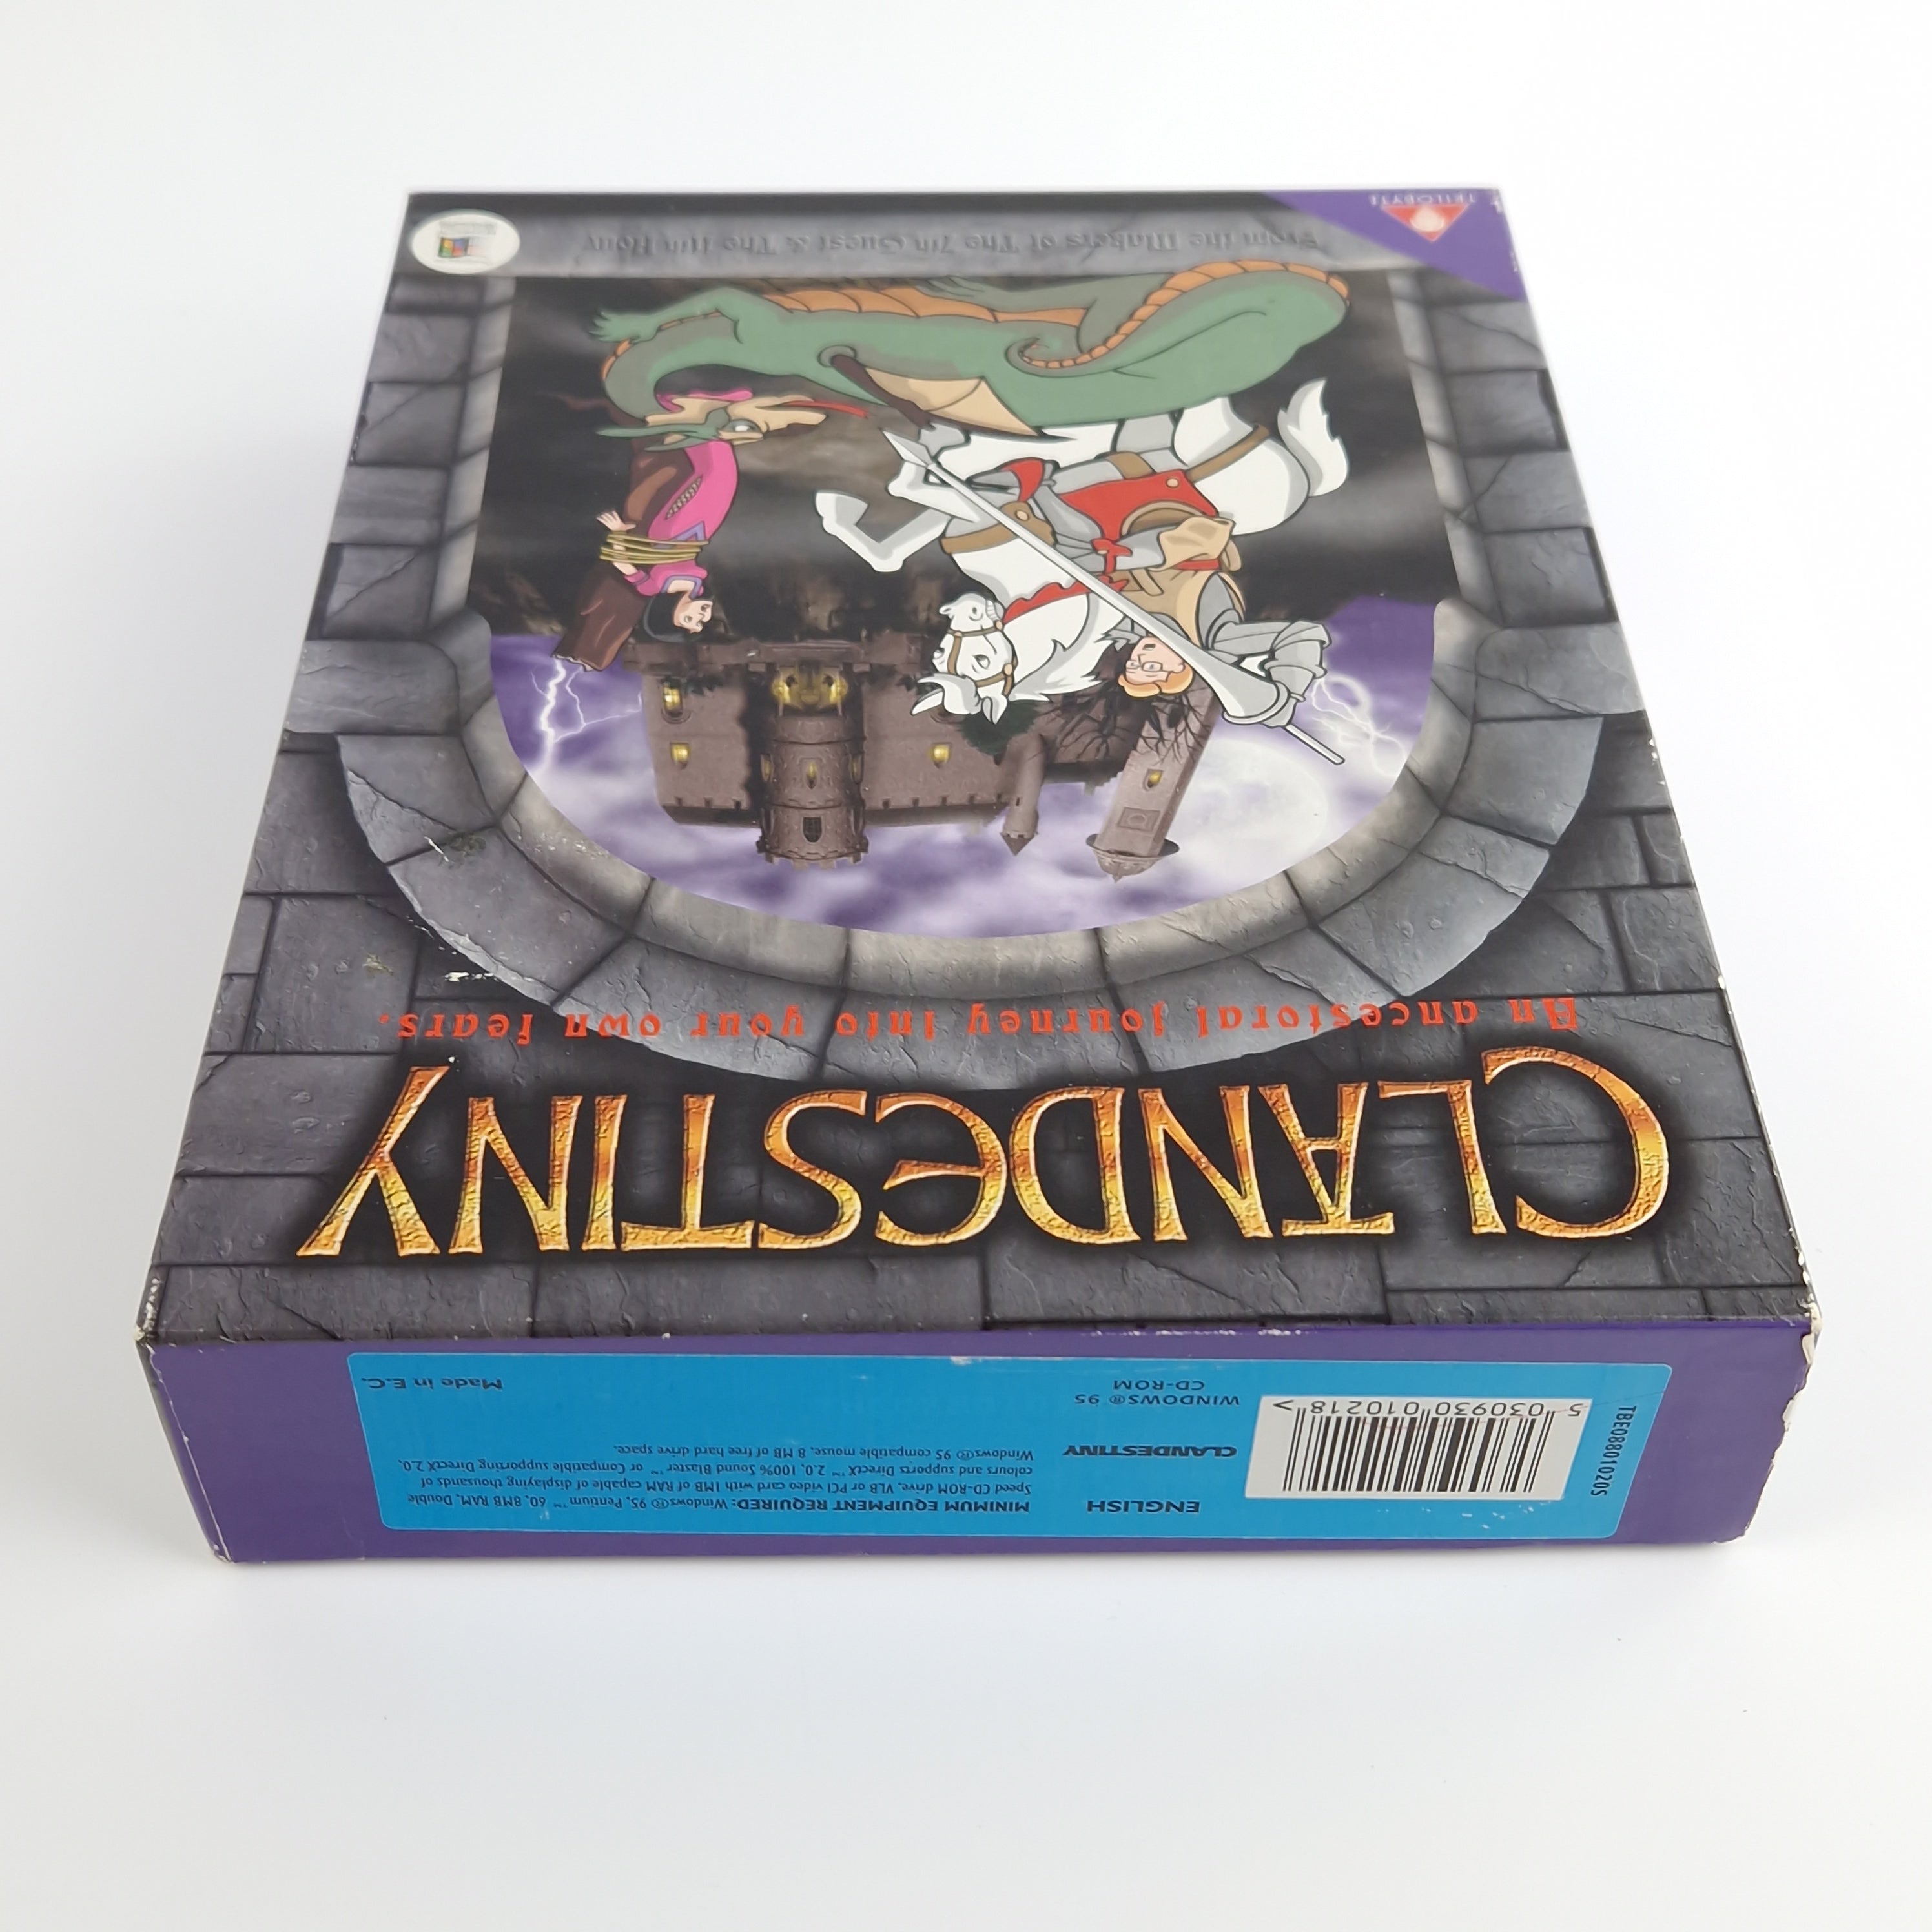 TBE08801020S
5 030930 010218 >
ENGLISH
CLANDESTINY
WINDOWS® 95
CD-ROM
MINIMUM EQUIPMENT REQUIRED: Windows® 95, Pentium™ 60, 8MB RAM, Double
Speed CD-ROM drive, VLB or PCI video card with 1MB of RAM capable of displaying thousands of
colours and supports DirectX™ 2.0, 100% Sound Blaster™ or Compatible supporting DirectX 2.0,
Windows® 95 compatible mouse, 8 MB of free hard drive space.
Made in E.C.
CLANDESTINY
An ancestoral journey into your own fears.
From the Makers of The 7th Guest & The 11th Hour
TRILOBYTE